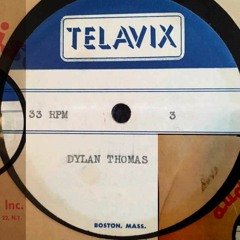 TELAVIX
33 RPM 3
DYLAN THOMAS
Inc.
BOSTON, MASS.